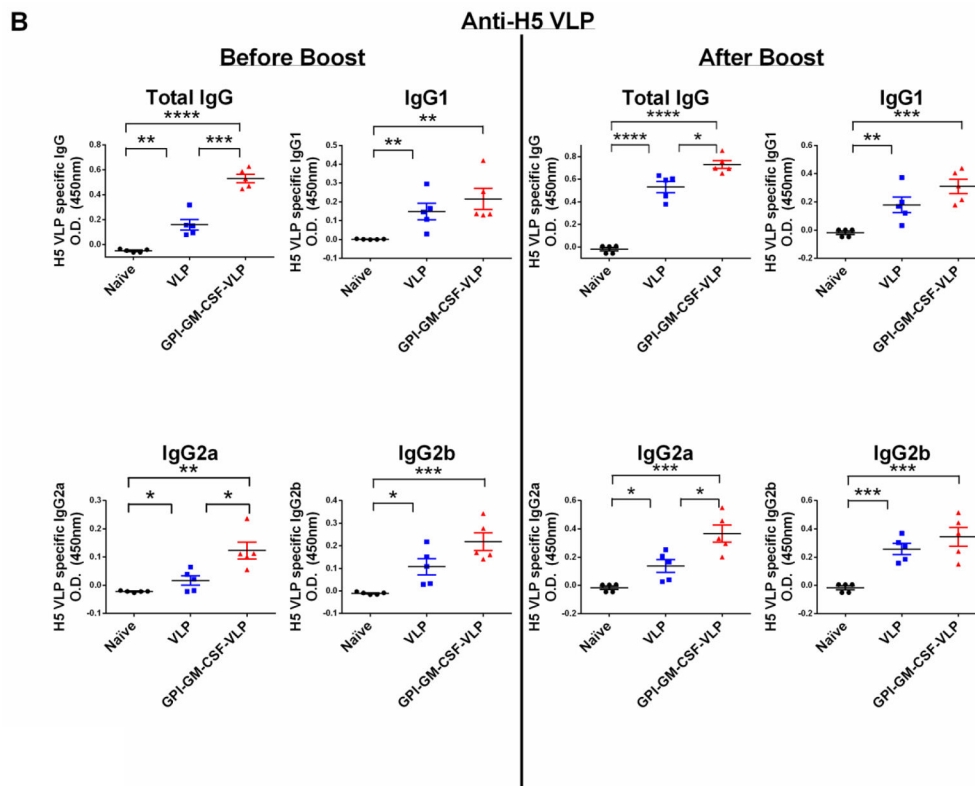 B
Anti-H5 VLP
Before Boost
After Boost
Total IgG
****
** ***
H5 VLP specific IgG
O.D. (450nm)
0.8
0.6
0.4
0.2
0.0
Naïve
VLP
GPI-GM-CSF-VLP
IgG1
**
**
H5 VLP specific IgG1
O.D. (450nm)
0.5
0.4
0.3
0.2
0.1
0.0
-0.1
Naïve
VLP
GPI-GM-CSF-VLP
Total IgG
****
**** *
H5 VLP specific IgG
O.D. (450nm)
0.8
0.6
0.4
0.2
0.0
Naïve
VLP
GPI-GM-CSF-VLP
IgG1
***
**
H5 VLP specific IgG1
O.D. (450nm)
0.6
0.4
0.2
0.0
-0.2
Naïve
VLP
GPI-GM-CSF-VLP
IgG2a
**
* *
H5 VLP specific IgG2a
O.D. (450nm)
0.3
0.2
0.1
0.0
-0.1
Naïve
VLP
GPI-GM-CSF-VLP
IgG2b
***
*
H5 VLP specific IgG2b
O.D. (450nm)
0.5
0.4
0.3
0.2
0.1
0.0
-0.1
Naïve
VLP
GPI-GM-CSF-VLP
IgG2a
***
* *
H5 VLP specific IgG2a
O.D. (450nm)
0.6
0.4
0.2
0.0
-0.2
Naïve
VLP
GPI-GM-CSF-VLP
IgG2b
***
***
H5 VLP specific IgG2b
O.D. (450nm)
0.6
0.4
0.2
0.0
-0.2
Naïve
VLP
GPI-GM-CSF-VLP